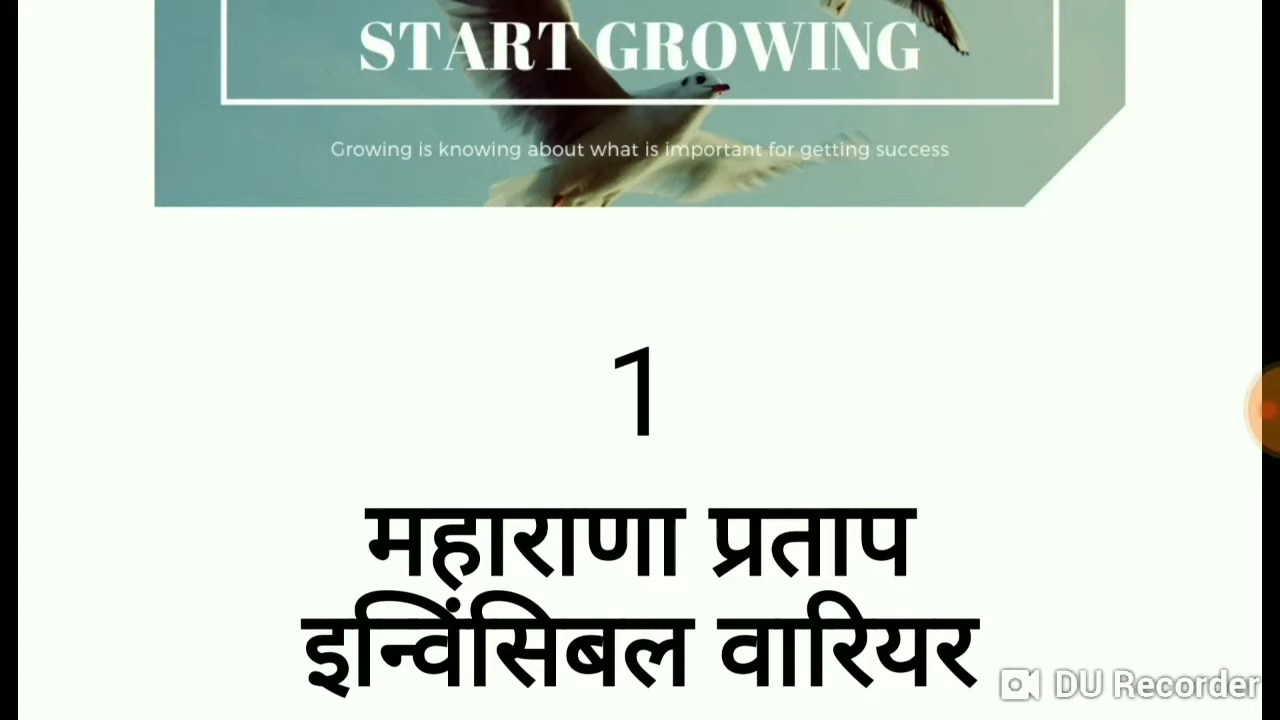 START GROWING
Growing is knowing about what is important for getting success
1
महाराणा प्रताप
इन्विंसिबल वारियर
DU Recorder